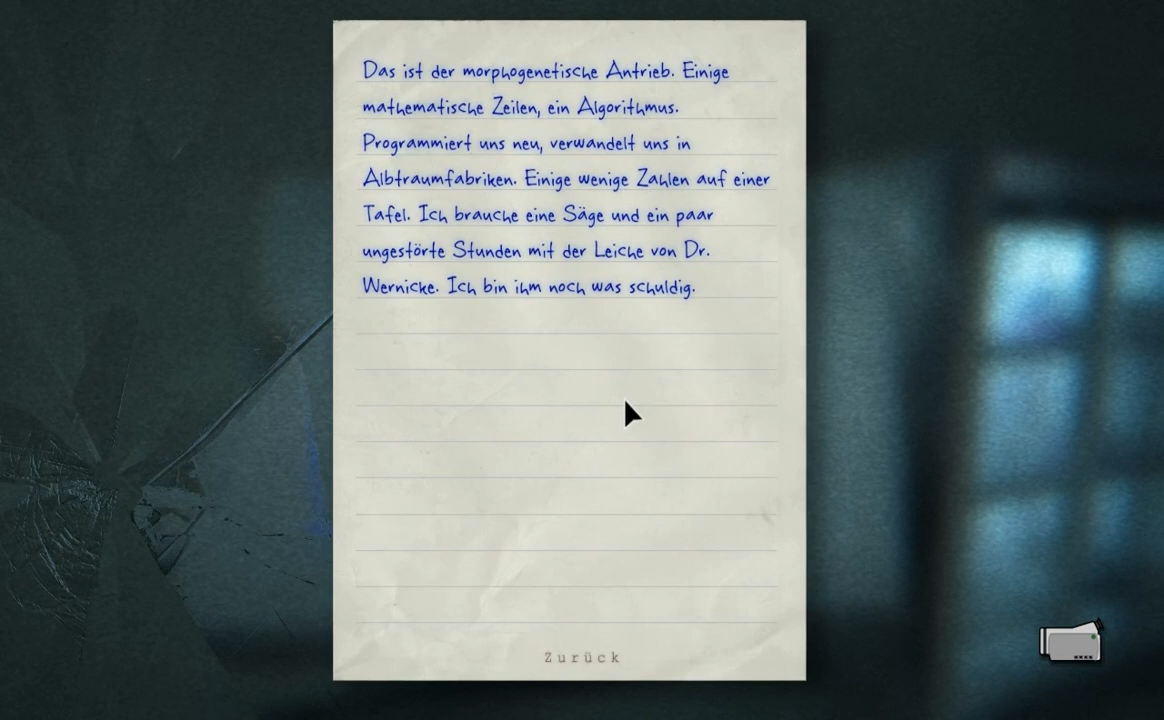 Das ist der morphogenetische Antrieb. Einige
mathematische Zeilen, ein Algorithmus.
Programmiert uns neu, verwandelt uns in
Albtraumfabriken. Einige wenige Zahlen auf einer
Tafel. Ich brauche eine Säge und ein paar
ungestörte Stunden mit der Leiche von Dr.
Wernicke. Ich bin ihm noch was schuldig.
Zurück